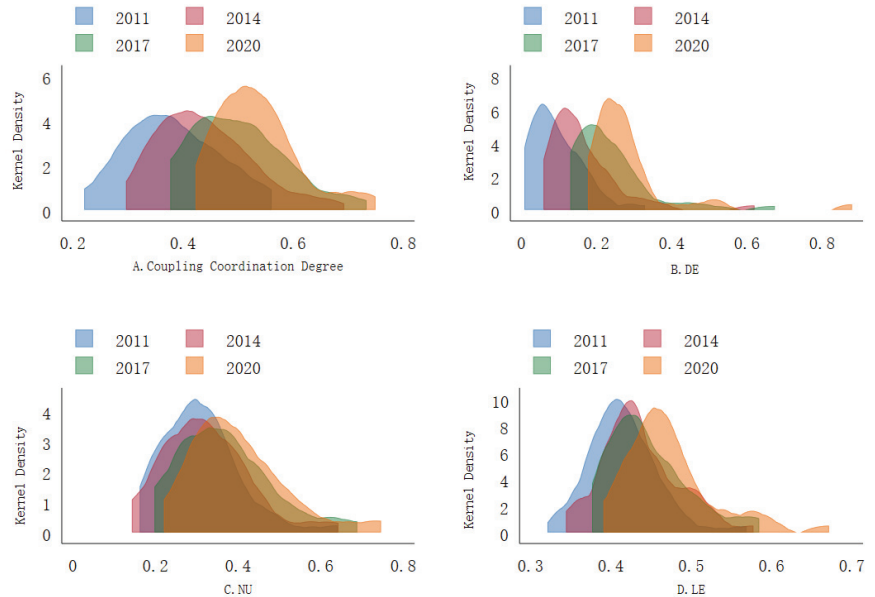 2011 2014
2017 2020
Kernel Density
6
4
2
0
0.2 0.4 0.6 0.8
A.Coupling Coordination Degree
2011 2014
2017 2020
Kernel Density
8
6
4
2
0
0 0.2 0.4 0.6 0.8
B.DE
2011 2014
2017 2020
Kernel Density
4
3
2
1
0
0 0.2 0.4 0.6 0.8
C.NU
2011 2014
2017 2020
Kernel Density
10
8
6
4
2
0
0.3 0.4 0.5 0.6 0.7
D.LE